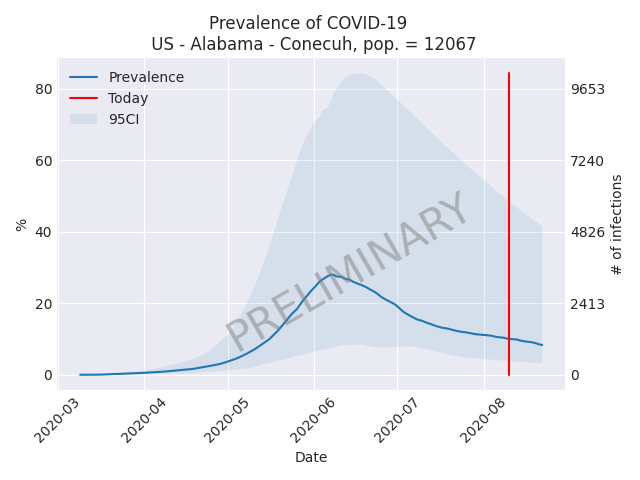 Prevalence of COVID-19
US - Alabama - Conecuh, pop. = 12067
Prevalence
Today
95CI
80
60
40
20
0
%
9653
7240
4826
2413
0
# of infections
PRELIMINARY
2020-03
2020-04
2020-05
2020-06
2020-07
2020-08
Date